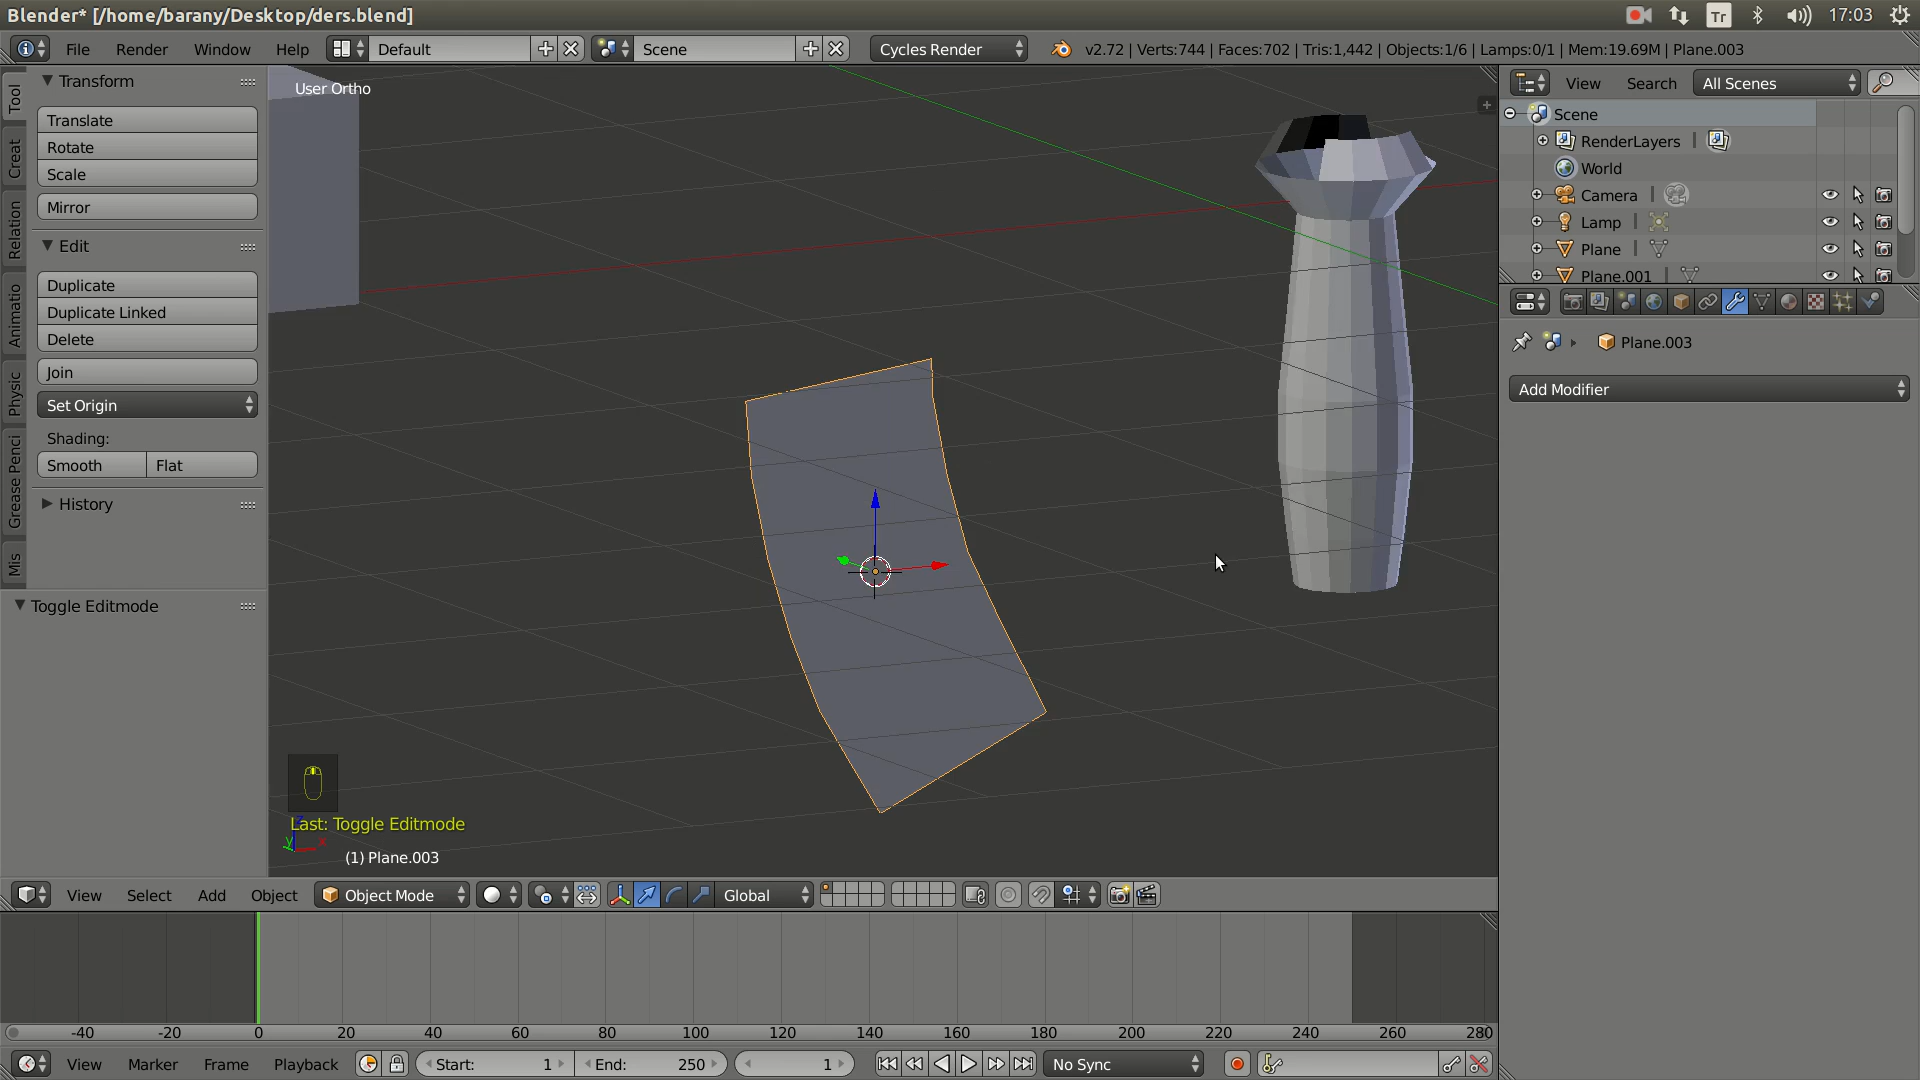 Blender* [/home/barany/Desktop/ders.blend]
Tr
17:03
File
Render
Window
Help
Default
Scene
Cycles Render
v2.72 | Verts:744 | Faces:702 | Tris:1,442 | Objects:1/6 | Lamps:0/1 | Mem:19.69M | Plane.003
Tool
Creat
Relation
Animatio
Physic
Grease Penci
Mis
Transform
Translate
Rotate
Scale
Mirror
Edit
Duplicate
Duplicate Linked
Delete
Join
Set Origin
Shading:
Smooth
Flat
History
Toggle Editmode
User Ortho
Last: Toggle Editmode
z
y
x
(1) Plane.003
View
Search
All Scenes
Scene
RenderLayers
World
Camera
Lamp
Plane
Plane.001
Plane.003
Add Modifier
View
Select
Add
Object
Object Mode
Global
-40
-20
0
20
40
60
80
100
120
140
160
180
200
220
240
260
280
View
Marker
Frame
Playback
Start: 1
End: 250
1
No Sync